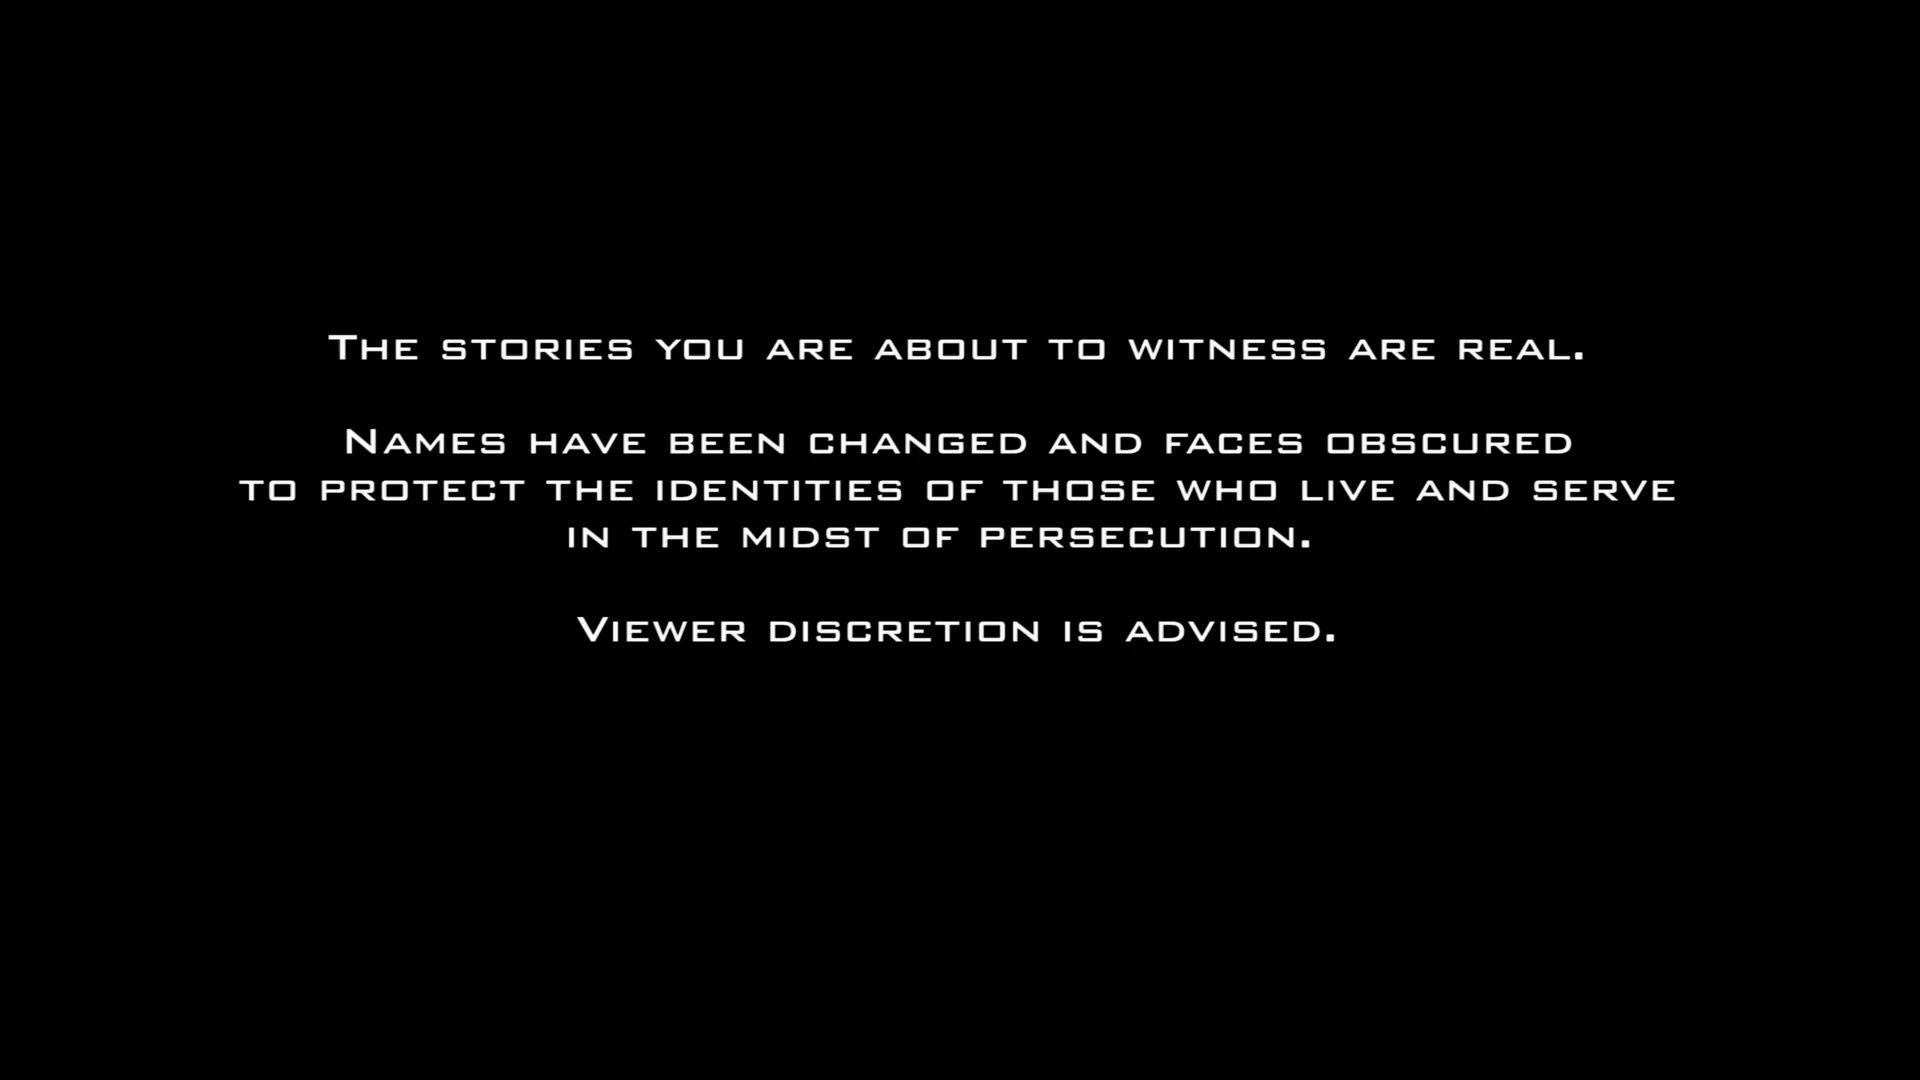 The stories you are about to witness are real.
Names have been changed and faces obscured
to protect the identities of those who live and serve
in the midst of persecution.
Viewer discretion is advised.